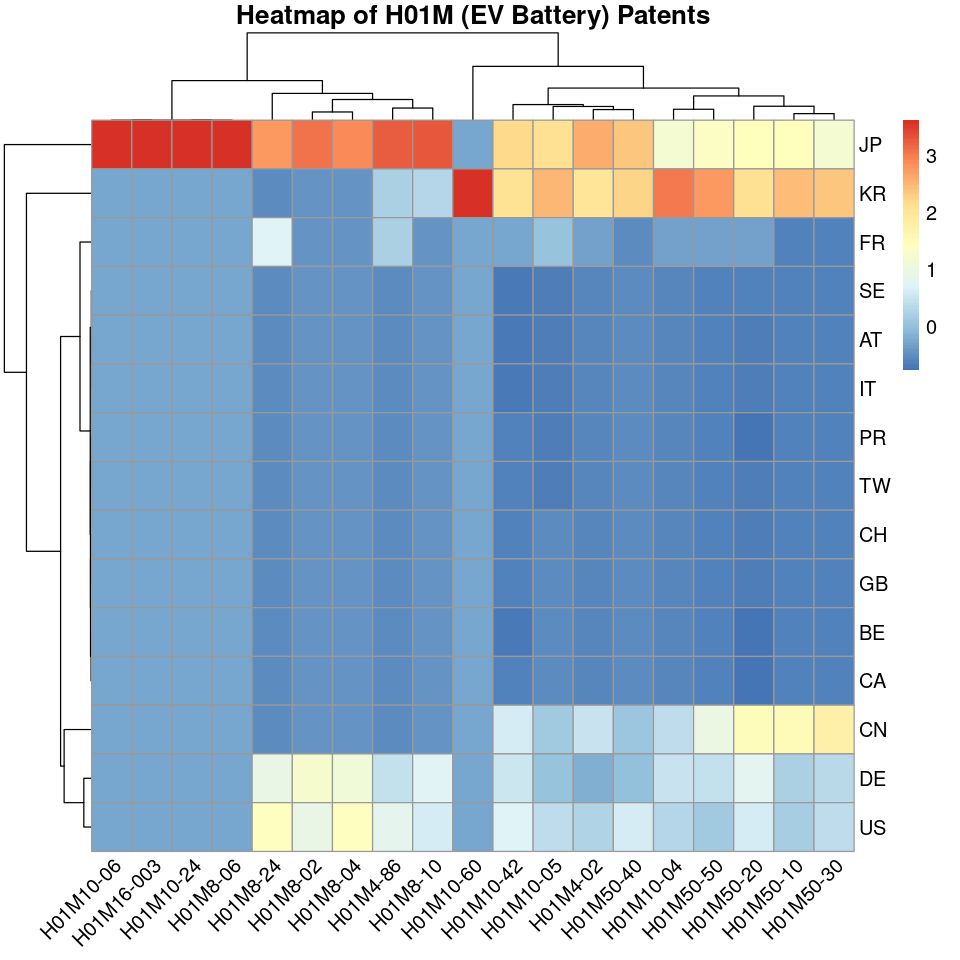 Heatmap of H01M (EV Battery) Patents
JP
KR
FR
SE
AT
IT
PR
TW
CH
GB
BE
CA
CN
DE
US
3
2
1
0
H01M10-06
H01M16-003
H01M10-24
H01M8-06
H01M8-24
H01M8-02
H01M8-04
H01M4-86
H01M8-10
H01M10-60
H01M10-42
H01M10-05
H01M4-02
H01M50-40
H01M10-04
H01M50-50
H01M50-20
H01M50-10
H01M50-30